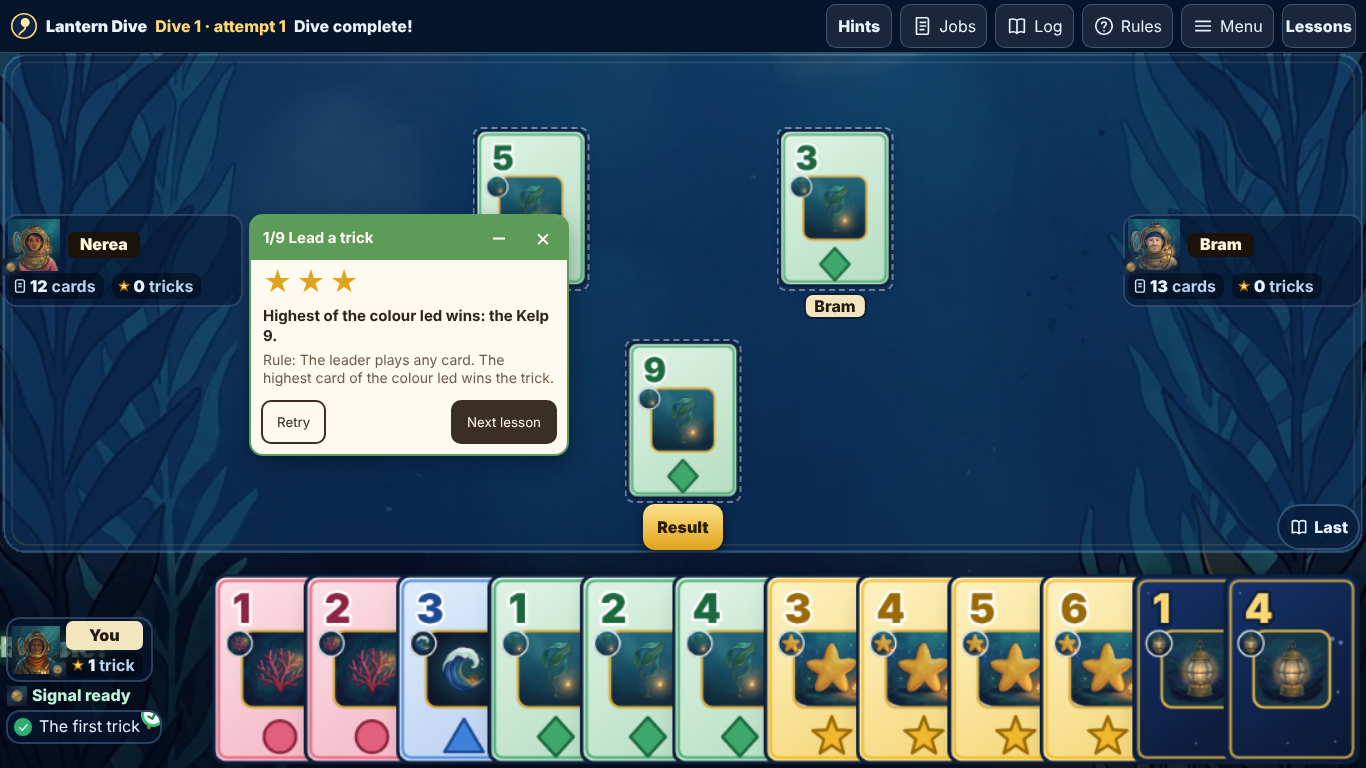 Lantern Dive Dive 1 · attempt 1 Dive complete!
Hints Jobs Log Rules Menu Lessons
5
3
Nerea
12 cards 0 tricks
Bram
13 cards 0 tricks
1/9 Lead a trick
Highest of the colour led wins: the Kelp
9.
Rule: The leader plays any card. The
highest card of the colour led wins the trick.
Retry Next lesson
Bram
9
Result
Last
You
1 trick
Signal ready
The first trick
1 2 3 1 2 4 3 4 5 6 1 4